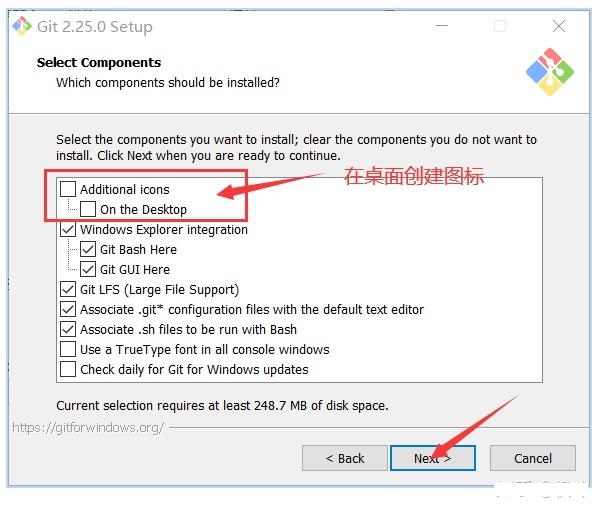 Git 2.25.0 Setup
Select Components
Which components should be installed?
Select the components you want to install; clear the components you do not want to
install. Click Next when you are ready to continue.
Additional icons
在桌面创建图标
On the Desktop
Windows Explorer integration
Git Bash Here
Git GUI Here
Git LFS (Large File Support)
Associate .git* configuration files with the default text editor
Associate .sh files to be run with Bash
Use a TrueType font in all console windows
Check daily for Git for Windows updates
Current selection requires at least 248.7 MB of disk space.
https://gitforwindows.org/
< Back
Next >
Cancel